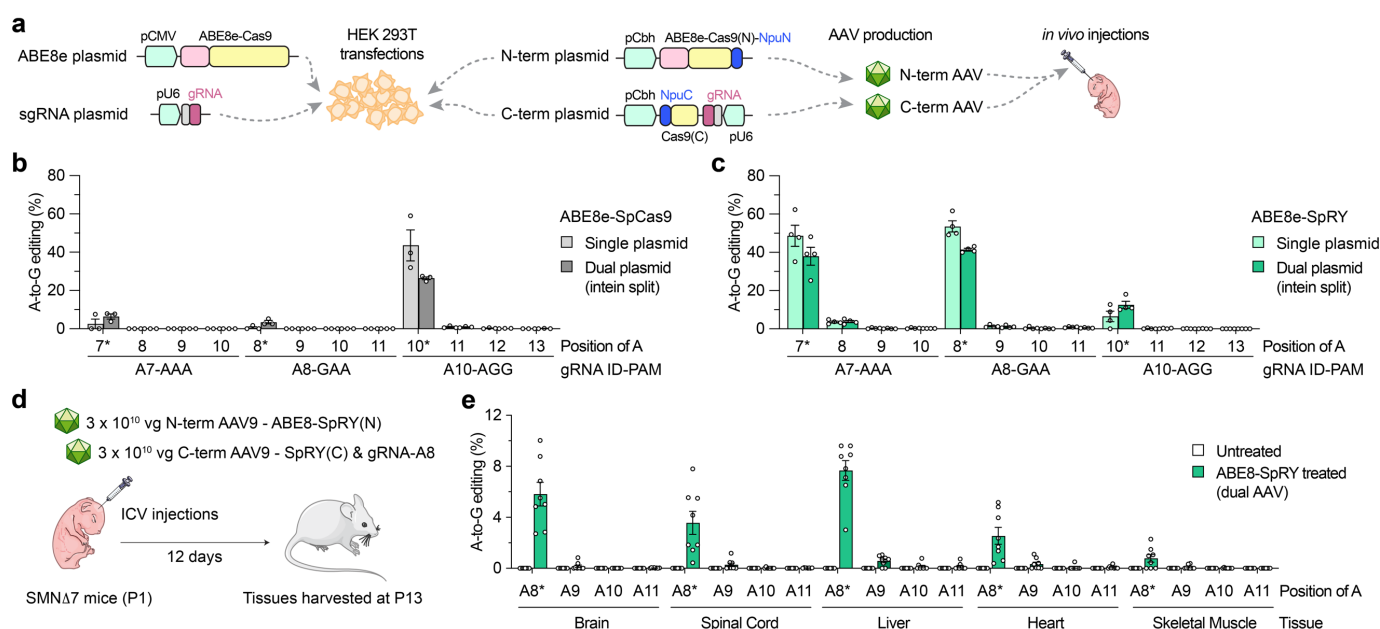 a
ABE8e plasmid
pCMV
ABE8e-Cas9
sgRNA plasmid
pU6
gRNA
HEK 293T
transfections
N-term plasmid
pCbh
ABE8e-Cas9(N)-NpuN
C-term plasmid
pCbh
NpuC
gRNA
Cas9(C)
pU6
AAV production
N-term AAV
C-term AAV
in vivo injections
b
A-to-G editing (%)
80
60
40
20
0
ABE8e-SpCas9
Single plasmid
Dual plasmid
(intein split)
7* 8 9 10 8* 9 10 11 10* 11 12 13 Position of A
A7-AAA A8-GAA A10-AGG gRNA ID-PAM
c
A-to-G editing (%)
80
60
40
20
0
ABE8e-SpRY
Single plasmid
Dual plasmid
(intein split)
7* 8 9 10 8* 9 10 11 10* 11 12 13 Position of A
A7-AAA A8-GAA A10-AGG gRNA ID-PAM
d
3 x 10¹⁰ vg N-term AAV9 - ABE8-SpRY(N)
3 x 10¹⁰ vg C-term AAV9 - SpRY(C) & gRNA-A8
ICV injections
12 days
SMNΔ7 mice (P1)
Tissues harvested at P13
e
A-to-G editing (%)
12
8
4
0
Untreated
ABE8-SpRY treated
(dual AAV)
A8* A9 A10 A11 A8* A9 A10 A11 A8* A9 A10 A11 A8* A9 A10 A11 A8* A9 A10 A11 Position of A
Brain Spinal Cord Liver Heart Skeletal Muscle Tissue